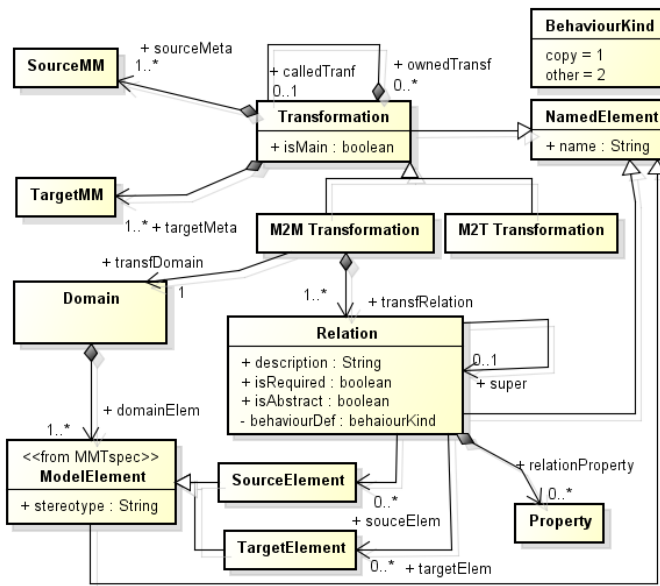 + sourceMeta
1..*
SourceMM
+ calledTranf
0..1
+ ownedTransf
0..*
BehaviourKind
copy = 1
other = 2
Transformation
+ isMain : boolean
NamedElement
+ name : String
TargetMM
1..* + targetMeta
M2M Transformation
M2T Transformation
+ transfDomain
1
Domain
1..*
+ transfRelation
Relation
+ description : String
+ isRequired : boolean
+ isAbstract : boolean
- behaviourDef : behaiourKind
0..1
+ super
+ domainElem
1..*
<<from MMTspec>>
ModelElement
+ stereotype : String
SourceElement
0..*
+ souceElem
TargetElement
0..* + targetElem
+ relationProperty
0..*
Property